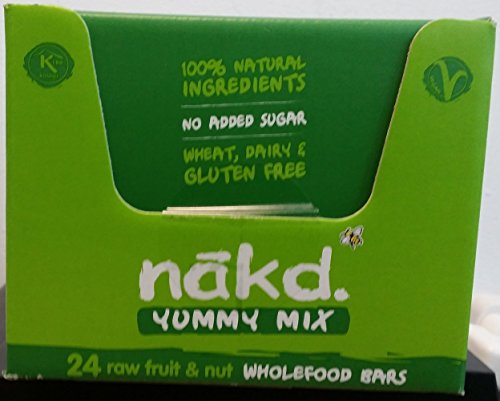 100% NATURAL
INGREDIENTS
NO ADDED SUGAR
WHEAT, DAIRY &
GLUTEN FREE
nākd.
YUMMY MIX
24 raw fruit & nut WHOLEFOOD BARS